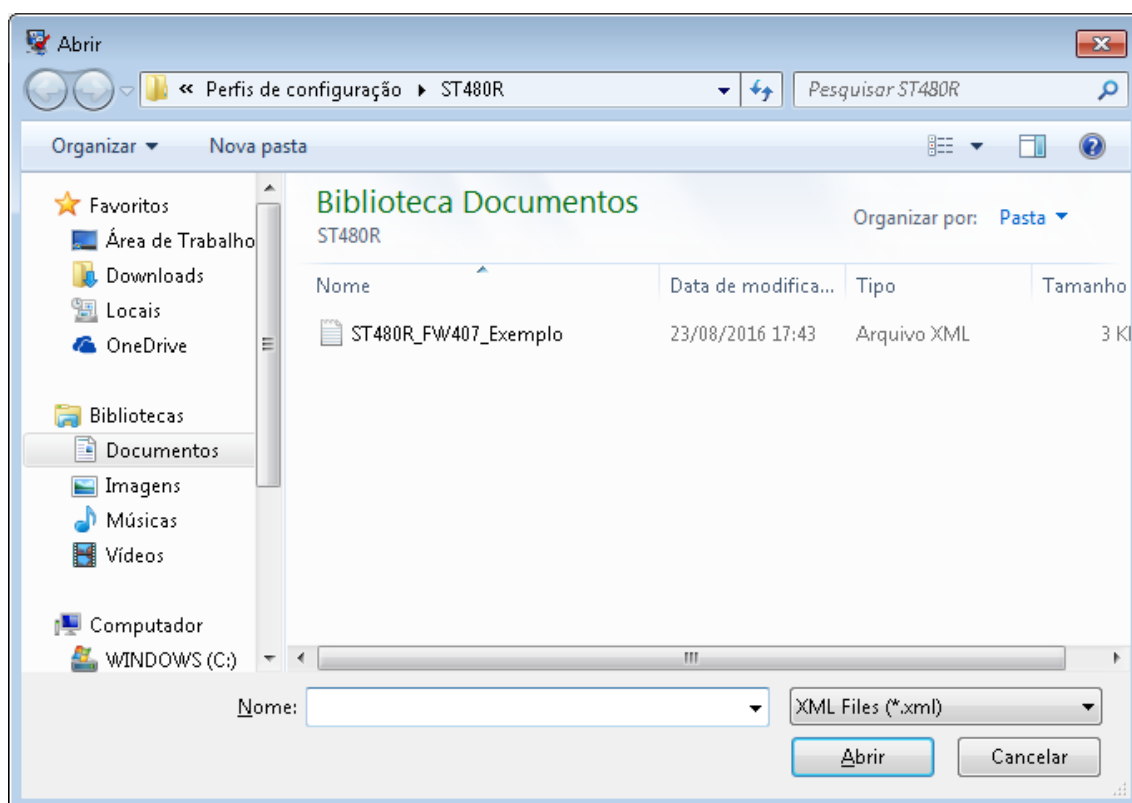 Abrir
« Perfis de configuração ▸ ST480R
Pesquisar ST480R
Organizar
Nova pasta
Favoritos
Área de Trabalho
Downloads
Locais
OneDrive
Bibliotecas
Documentos
Imagens
Músicas
Vídeos
Computador
WINDOWS (C:)
Biblioteca Documentos
ST480R
Organizar por: Pasta
Nome Data de modifica... Tipo Tamanho
ST480R_FW407_Exemplo 23/08/2016 17:43 Arquivo XML 3
Nome:
XML Files (*.xml)
Abrir
Cancelar